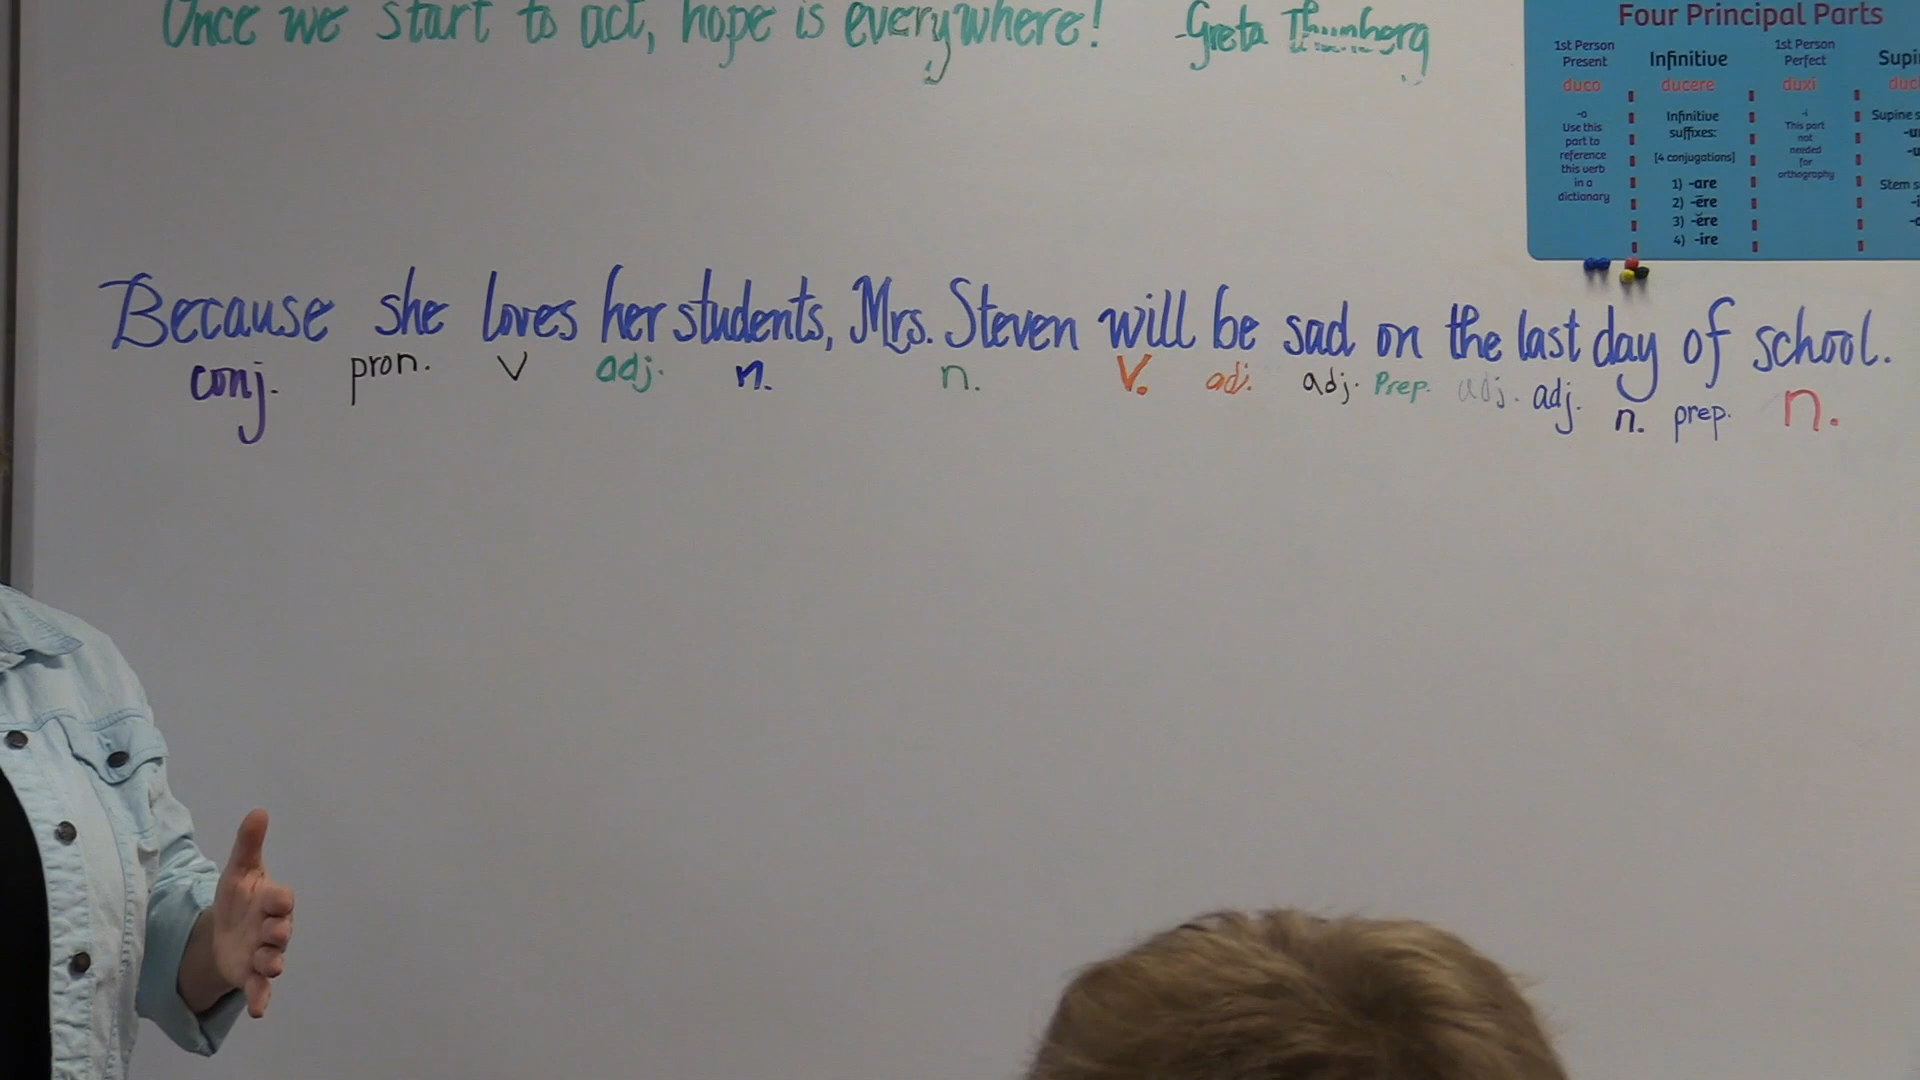 Once we start to act, hope is everywhere! -Greta Thunberg
Four Principal Parts
1st Person Present
duco
-o
Use this
part to
reference
this verb
in a
dictionary
Infinitive
ducere
Infinitive
suffixes:
[4 conjugations]
1) -are
2) -ēre
3) -ĕre
4) -ire
1st Person Perfect
duxi
-i
This part
not
needed
for
orthography
Supi
duc
Supine s
-u
-u
Stem s
-i
Because she loves her students, Mrs. Steven will be sad on the last day of school.
conj. pron. V adj. n. n. V. adj. adj. Prep. adj. adj. n. prep. n.